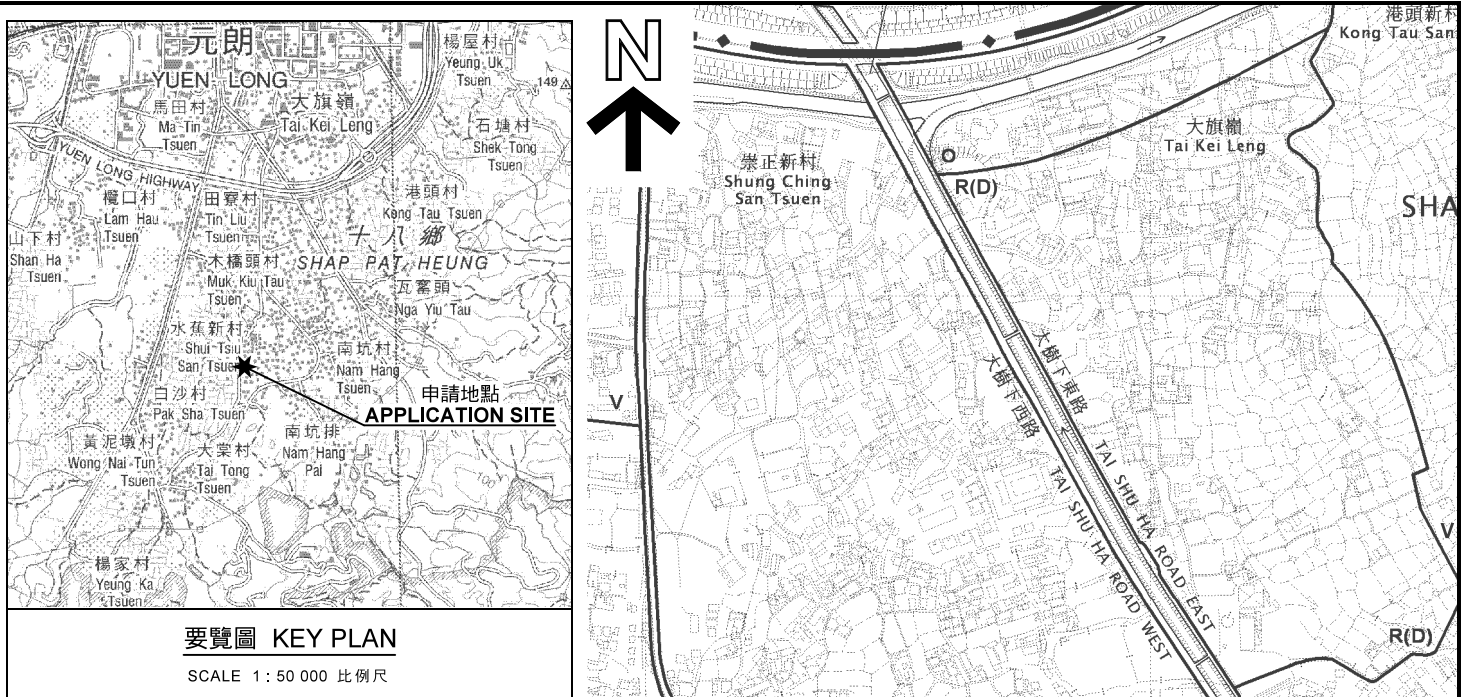 元朗
YUEN LONG
楊屋村
Yeung Uk
Tsuen
149
馬田村
Ma Tin
Tsuen
大旗嶺
Tai Kei Leng
石塘村
Shek Tong
Tsuen
YUEN LONG HIGHWAY
欖口村
Lam Hau
Tsuen
田寮村
Tin Liu
Tsuen
港頭村
Kong Tau Tsuen
山下村
Shan Ha
Tsuen
十八鄉
SHAP PAT HEUNG
木橋頭村
Muk Kiu Tau
Tsuen
瓦窰頭
Nga Yiu Tau
水蕉新村
Shui Tsiu
San Tsuen
南坑村
Nam Hang
Tsuen
白沙村
Pak Sha Tsuen
申請地點
APPLICATION SITE
黃泥墩村
Wong Nai Tun
Tsuen
大棠村
Tai Tong
Tsuen
南坑排
Nam Hang
Pai
100
楊家村
Yeung Ka
Tsuen
要覽圖 KEY PLAN
SCALE 1 : 50 000 比例尺
N
港頭新村
Kong Tau San
崇正新村
Shung Ching
San Tsuen
大旗嶺
Tai Kei Leng
O
R(D)
SHA
大樹下東路
大樹下西路
TAI SHU HA ROAD EAST
TAI SHU HA ROAD WEST
V
V
R(D)